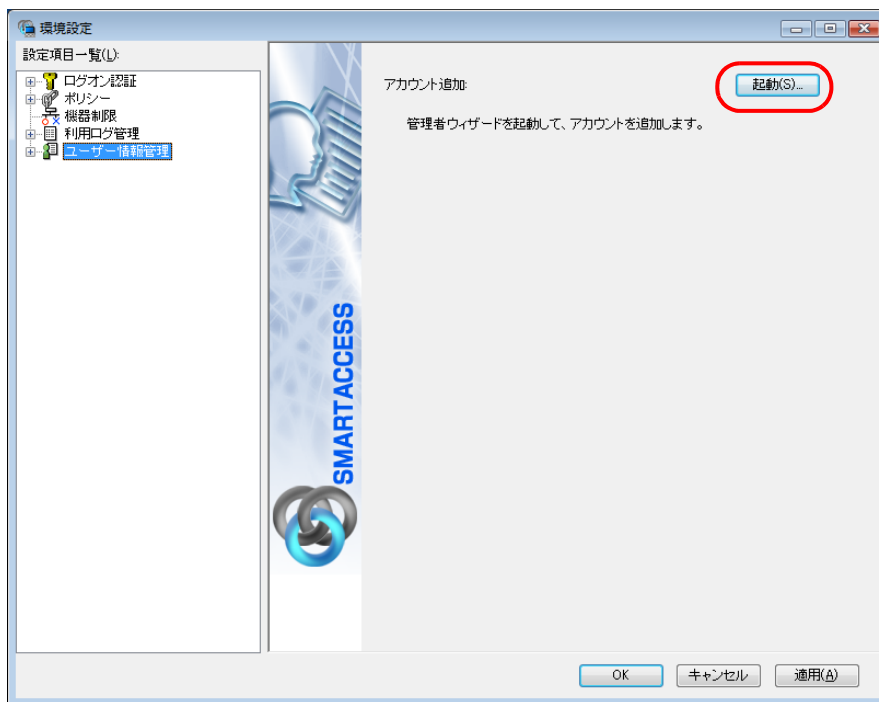 環境設定
設定項目一覧(L):
ログオン認証
ポリシー
機器制限
利用ログ管理
ユーザー情報管理
アカウント追加:
起動(S)...
管理者ウィザードを起動して、アカウントを追加します。
SMARTACCESS
OK
キャンセル
適用(A)